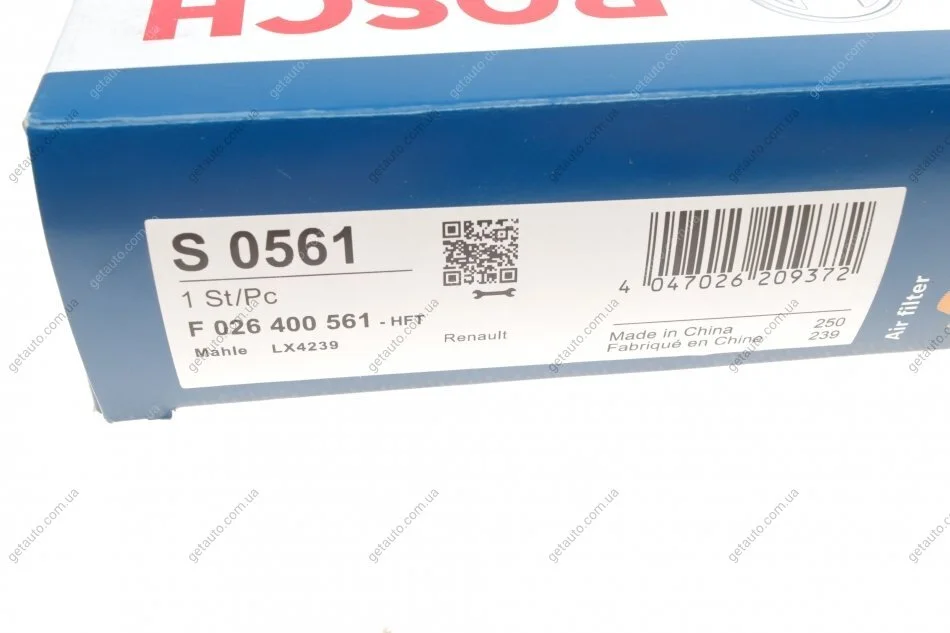 BOSCH
S 0561
1 St/Pc
F 026 400 561 - HFT
Mahle LX4239
Renault
4 047026 209372
Made in China 250
Fabriqué en Chine 239
Air filter
getauto.com.ua